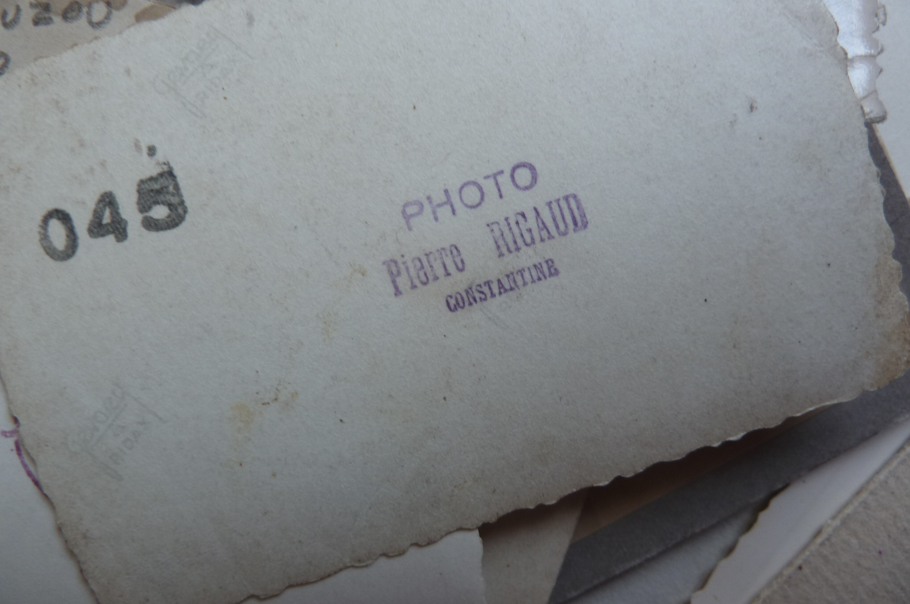 045
PHOTO
Pierre RIGAUD
CONSTANTINE